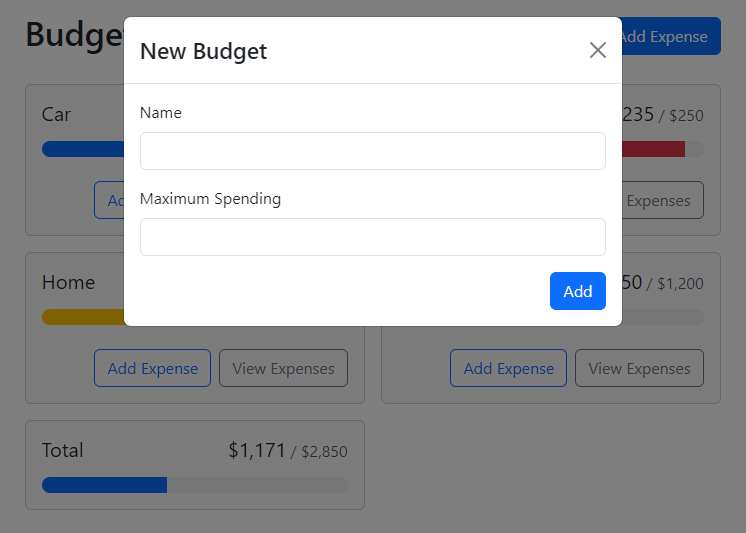 Budge
New Budget
Add Expense
Name
Maximum Spending
Add
Car
235 / $250
Expenses
Home
50 / $1,200
Add Expense
View Expenses
Add Expense
View Expenses
Total
$1,171 / $2,850